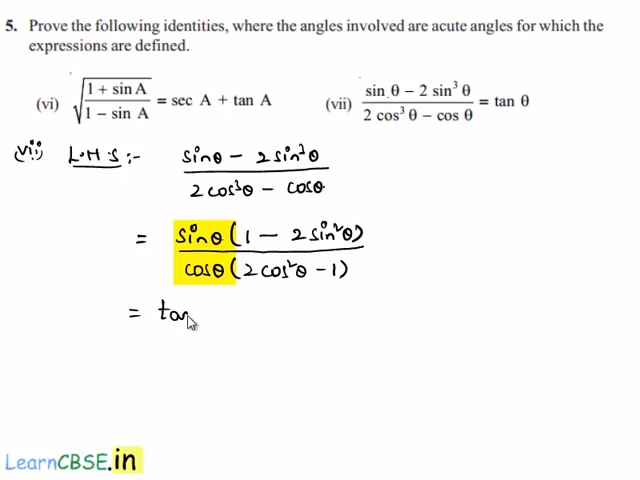 5. Prove the following identities, where the angles involved are acute angles for which the expressions are defined.
(vi) √((1 + sin A)/(1 – sin A)) = sec A + tan A
(vii) (sin θ – 2 sin³ θ)/(2 cos³ θ – cos θ) = tan θ
(vii) L.H.S :- (sinθ – 2sin³θ)/(2cos³θ – cosθ)
= sinθ(1 – 2sin²θ)/cosθ(2cos²θ – 1)
= tan
LearnCBSE.in